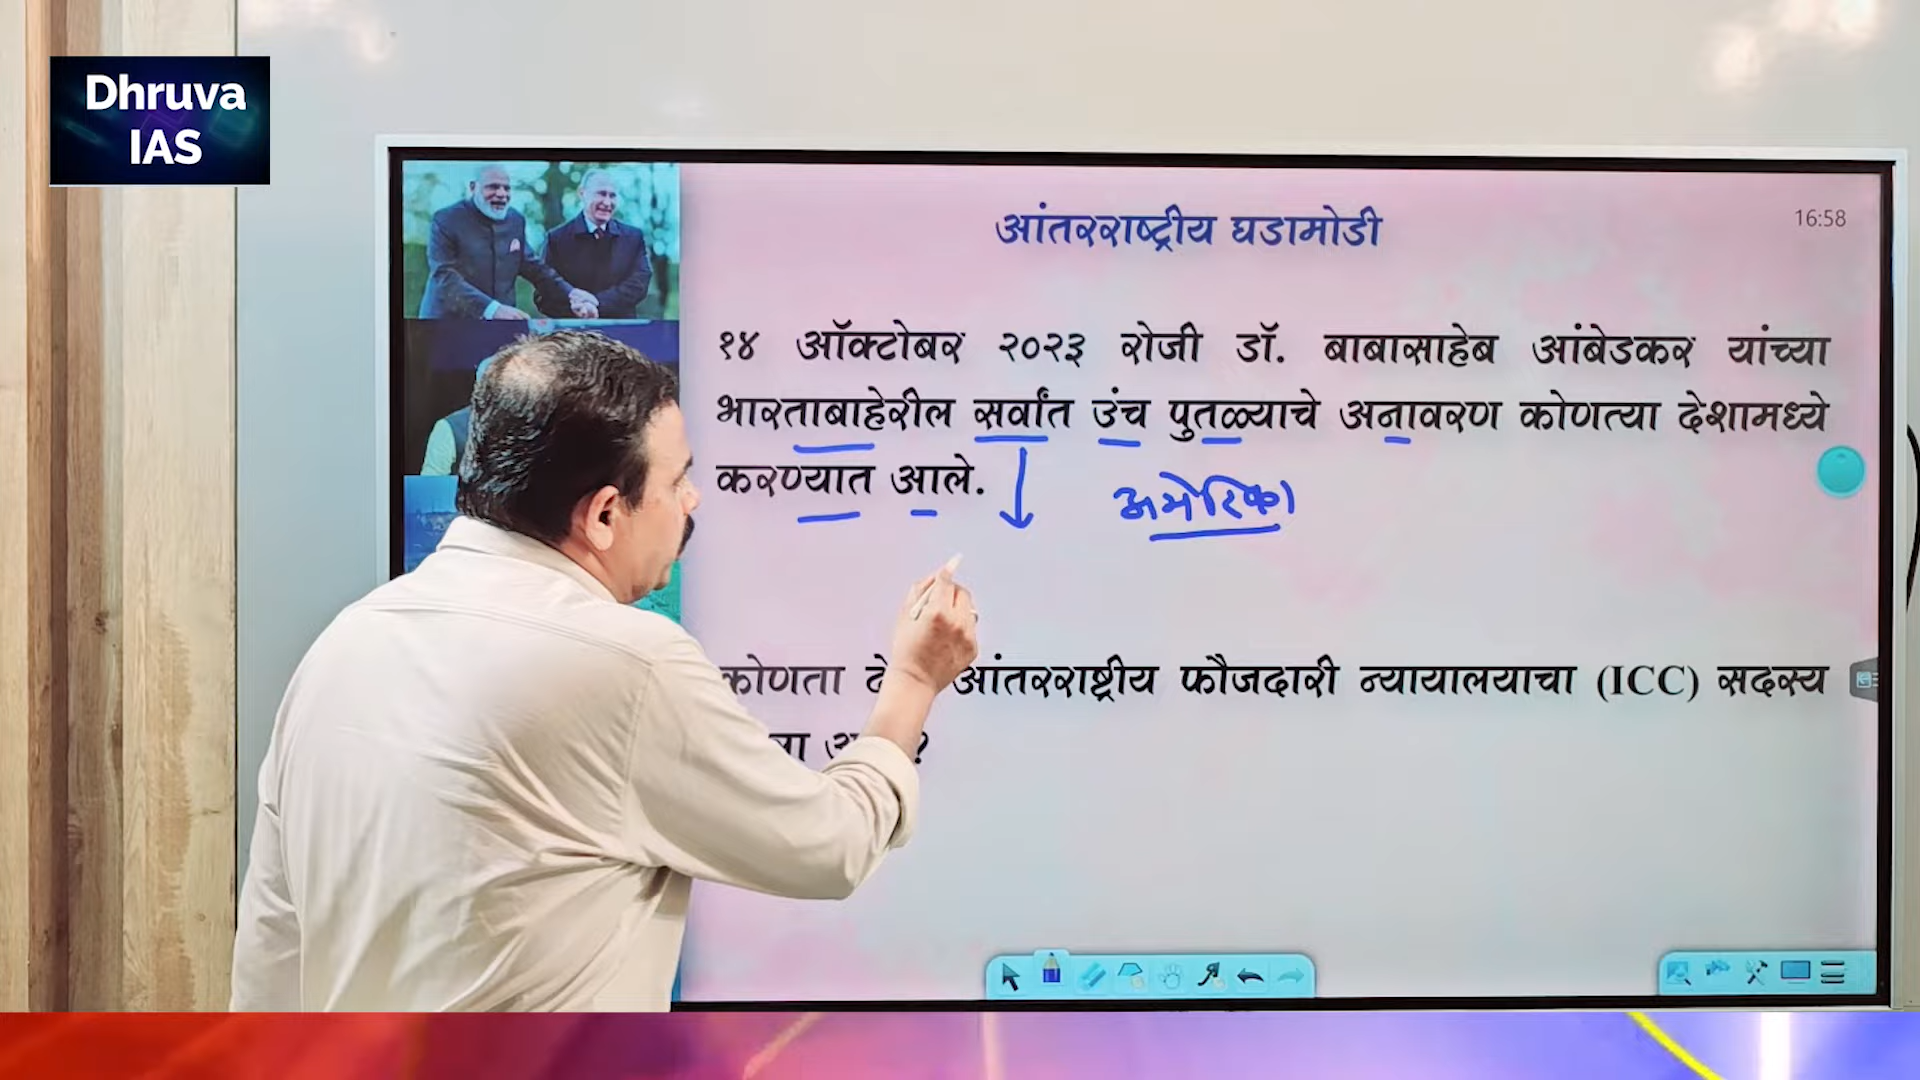 Dhruva
IAS
आंतरराष्ट्रीय घडामोडी
16:58
१४ ऑक्टोबर २०२३ रोजी डॉ. बाबासाहेब आंबेडकर यांच्या
भारताबाहेरील सर्वांत उंच पुतळ्याचे अनावरण कोणत्या देशामध्ये
करण्यात आले.
अमेरिका
कोणता आंतरराष्ट्रीय फौजदारी न्यायालयाचा (ICC) सदस्य